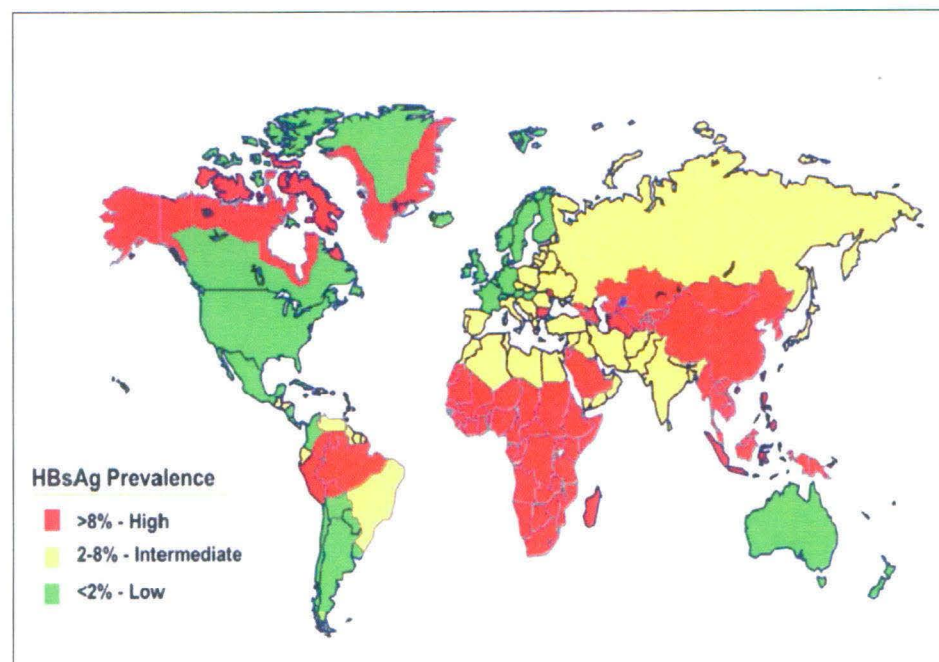 HBsAg Prevalence
>8% - High
2-8% - Intermediate
<2% - Low